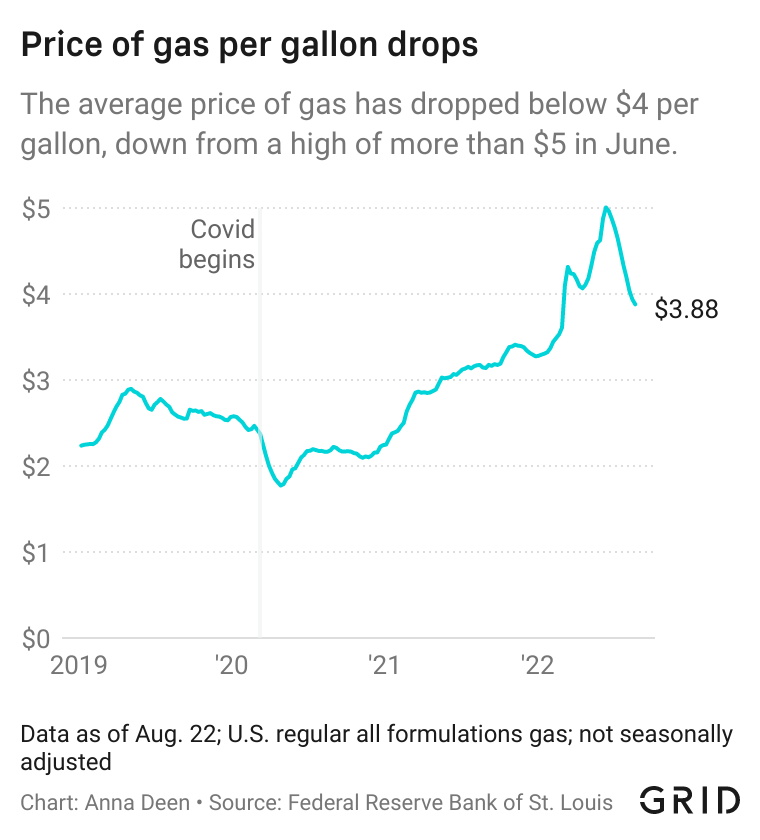 Price of gas per gallon drops
The average price of gas has dropped below $4 per
gallon, down from a high of more than $5 in June.
$5
Covid
begins
$4
$3.88
$3
$2
$1
$0
2019 '20 '21 '22
Data as of Aug. 22; U.S. regular all formulations gas; not seasonally
adjusted
Chart: Anna Deen • Source: Federal Reserve Bank of St. Louis GRID